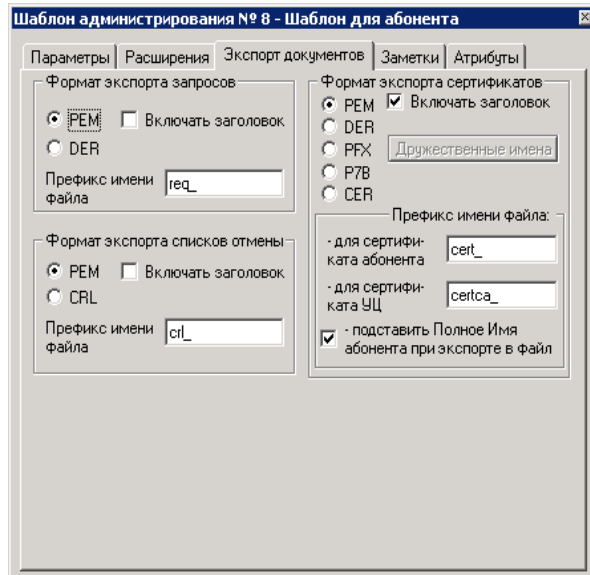 Шаблон администрирования № 8 - Шаблон для абонента
Параметры
Расширения
Экспорт документов
Заметки
Атрибуты
Формат экспорта запросов
PEM
Включать заголовок
DER
Префикс имени
файла
req_
Формат экспорта списков отмены
PEM
Включать заголовок
CRL
Префикс имени
файла
crl_
Формат экспорта сертификатов
PEM
Включать заголовок
DER
PFX
Дружественные имена
P7B
CER
Префикс имени файла:
- для сертифи-
ката абонента
cert_
- для сертифи-
ката УЦ
certca_
- подставить Полное Имя
абонента при экспорте в файл